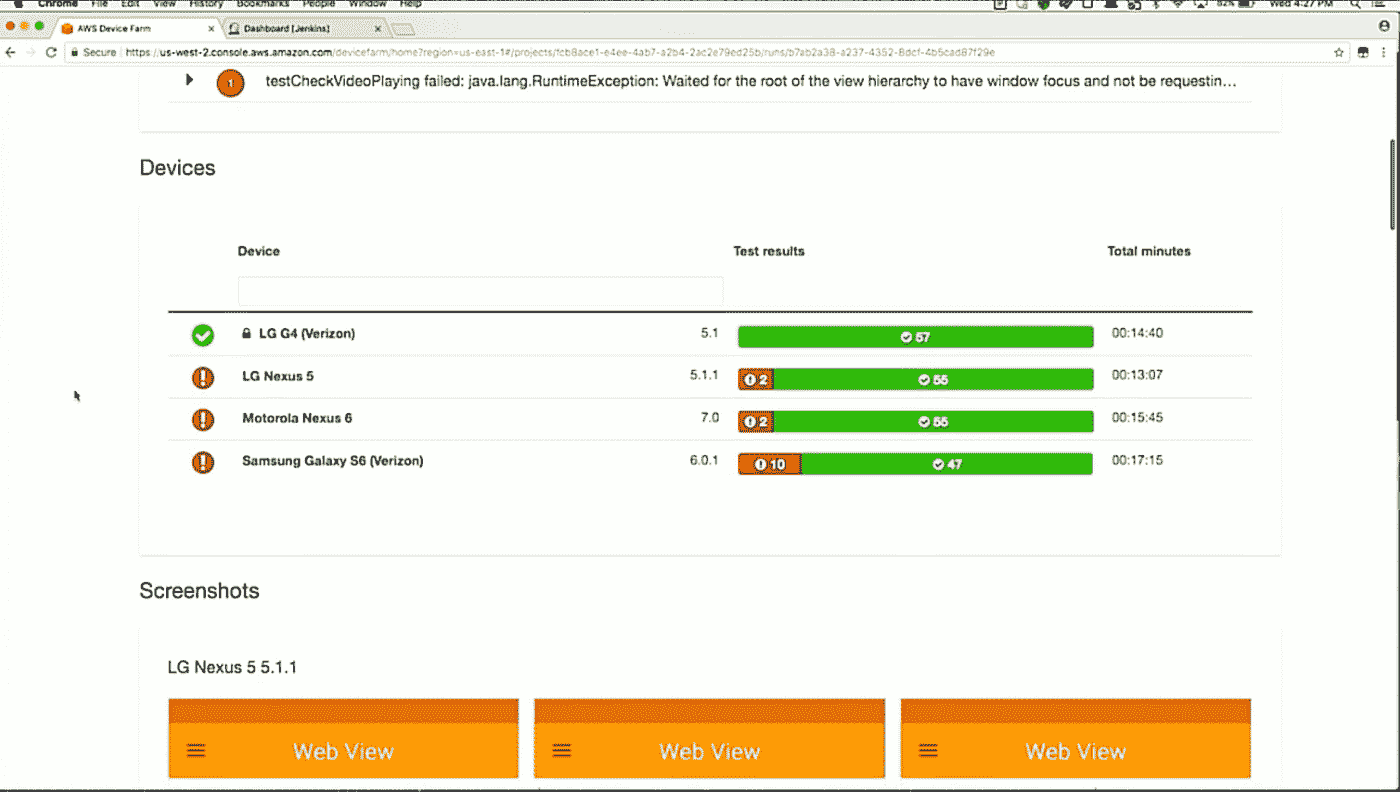 Chrome File Edit View History Bookmarks People Window Help 82% Wed 4:27 PM
AWS Device Farm × Dashboard [Jenkins] ×
Secure https://us-west-2.console.aws.amazon.com/devicefarm/home?region=us-east-1#/projects/fcb8ace1-e4ee-4ab7-a2b4-2ac2e79ed25b/runs/b7ab2a38-a237-4352-8dcf-4b5cad87f29e
1 testCheckVideoPlaying failed: java.lang.RuntimeException: Waited for the root of the view hierarchy to have window focus and not be requestin...
Devices
Device Test results Total minutes
LG G4 (Verizon) 5.1 57 00:14:40
LG Nexus 5 5.1.1 2 55 00:13:07
Motorola Nexus 6 7.0 2 55 00:15:45
Samsung Galaxy S6 (Verizon) 6.0.1 10 47 00:17:15
Screenshots
LG Nexus 5 5.1.1
Web View Web View Web View